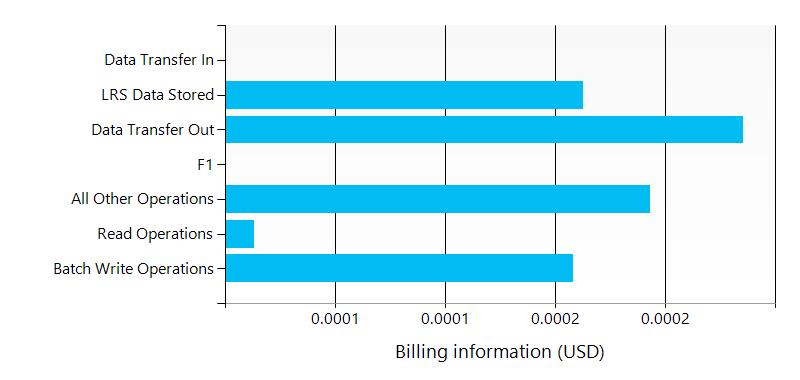 Data Transfer In
LRS Data Stored
Data Transfer Out
F1
All Other Operations
Read Operations
Batch Write Operations
0.0001 0.0001 0.0002 0.0002
Billing information (USD)